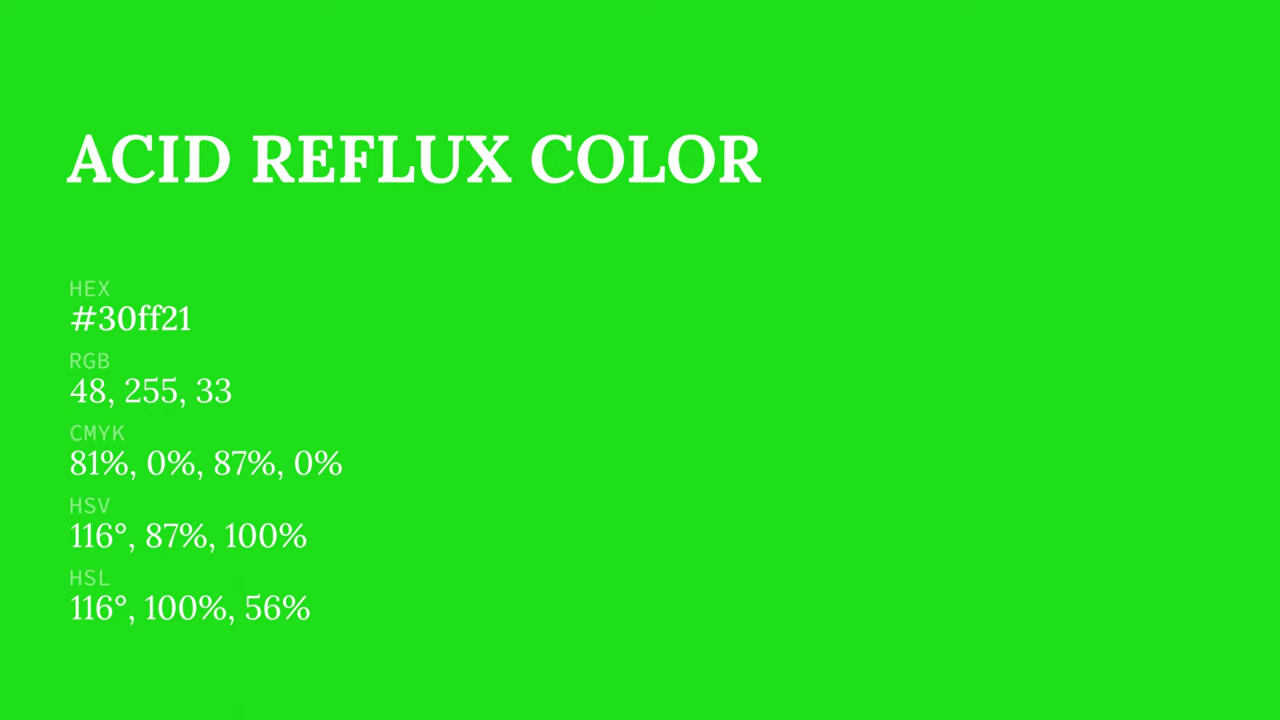 ACID REFLUX COLOR
HEX
#30ff21
RGB
48, 255, 33
CMYK
81%, 0%, 87%, 0%
HSV
116°, 87%, 100%
HSL
116°, 100%, 56%